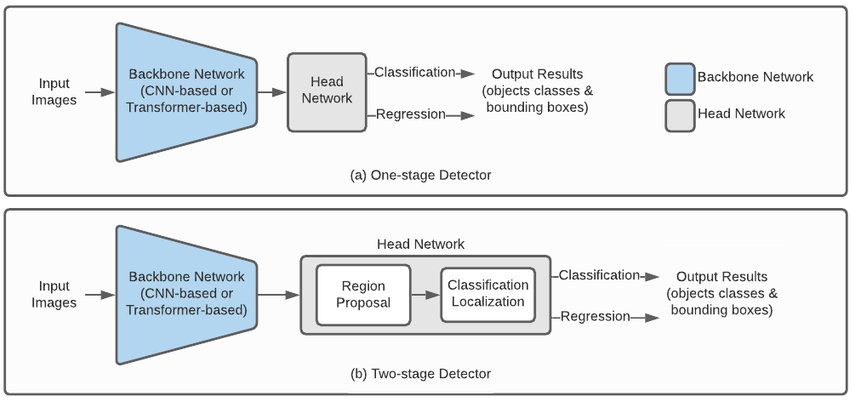 Input
Images
Backbone Network
(CNN-based or
Transformer-based)
Head
Network
Classification
Regression
Output Results
(objects classes &
bounding boxes)
Backbone Network
Head Network
(a) One-stage Detector
Input
Images
Backbone Network
(CNN-based or
Transformer-based)
Head Network
Region
Proposal
Classification
Localization
Classification
Regression
Output Results
(objects classes &
bounding boxes)
(b) Two-stage Detector